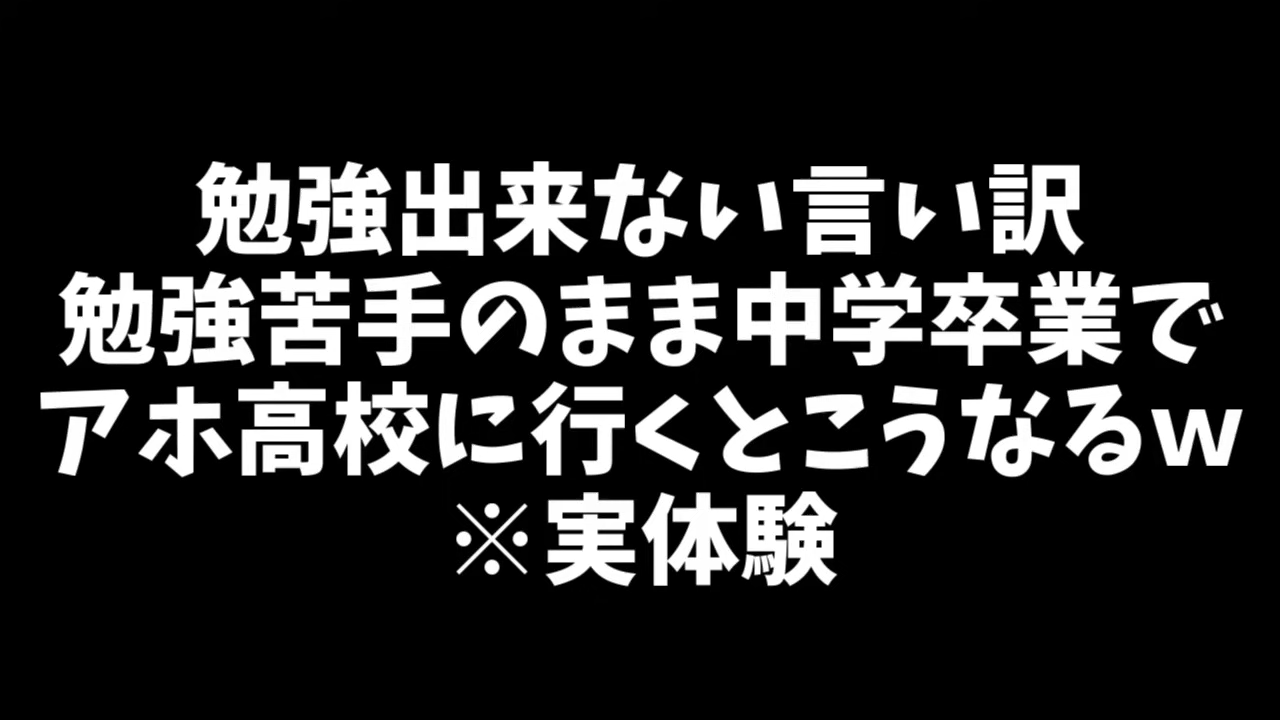 勉強出来ない言い訳
勉強苦手のまま中学卒業で
アホ高校に行くとこうなるw
※実体験